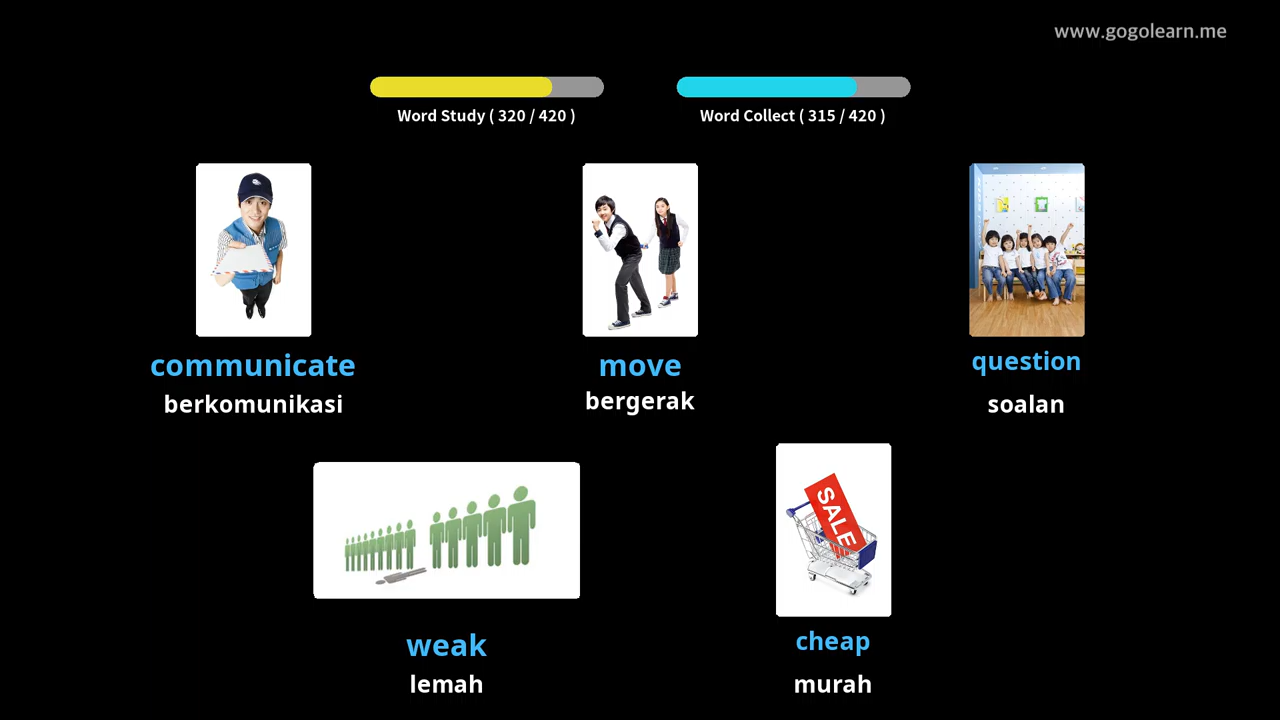 www.gogolearn.me
Word Study ( 320 / 420 )
Word Collect ( 315 / 420 )
communicate
berkomunikasi
move
bergerak
question
soalan
weak
lemah
SALE
cheap
murah